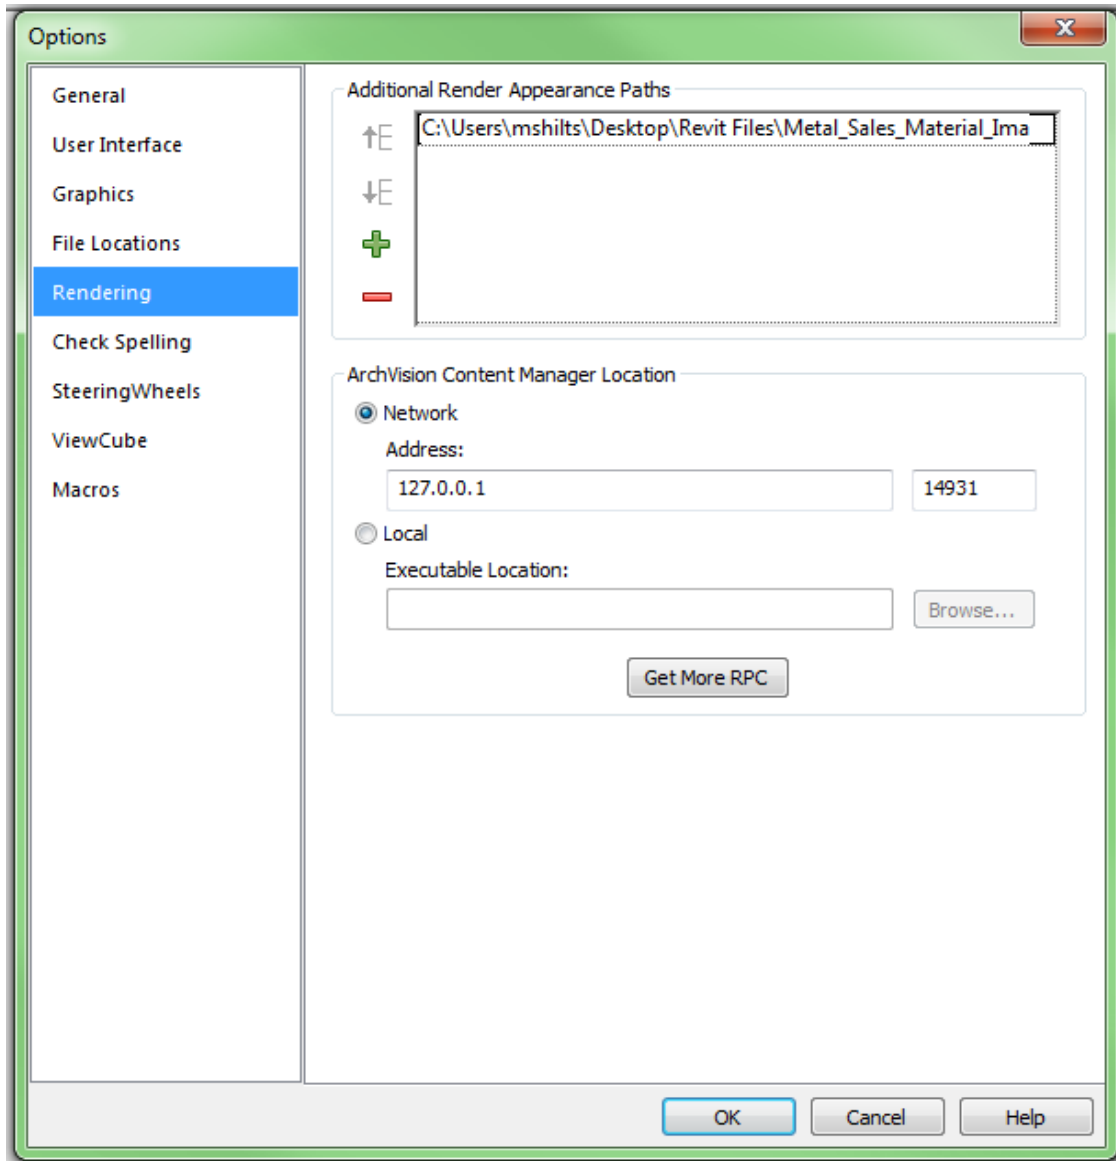 Options
General
User Interface
Graphics
File Locations
Rendering
Check Spelling
SteeringWheels
ViewCube
Macros
Additional Render Appearance Paths
C:\Users\mshilts\Desktop\Revit Files\Metal_Sales_Material_Ima
ArchVision Content Manager Location
Network
Address:
127.0.0.1 14931
Local
Executable Location:
Browse...
Get More RPC
OK Cancel Help